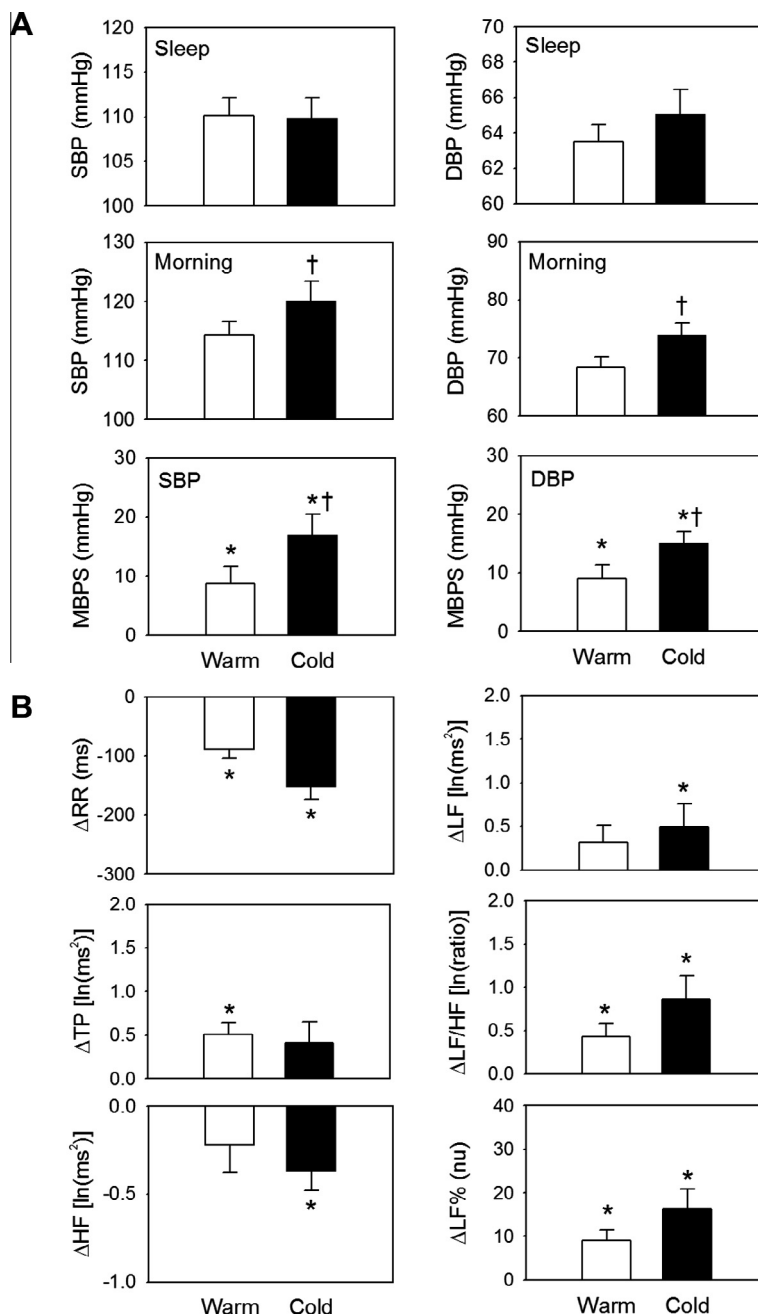 A
120
115
110
105
100
SBP (mmHg)
Sleep
66
66
64
62
60
DBP (mmHg)
Sleep
130
120
110
100
SBP (mmHg)
Morning
†
90
80
70
60
DBP (mmHg)
Morning
†
30
20
10
0
MBPS (mmHg)
SBP
*
*†
Warm Cold
30
20
10
0
MBPS (mmHg)
DBP
*
*†
Warm Cold
B
0
-100
-200
-300
ΔRR (ms)
*
*
2.0
1.5
1.0
0.5
0.0
ΔLF [ln(ms²)]
*
2.0
1.5
1.0
0.5
0.0
ΔTP [ln(ms²)]
*
2.0
1.5
1.0
0.5
0.0
ΔLF/HF [ln(ratio)]
*
*
0.0
-0.5
-1.0
ΔHF [ln(ms²)]
*
Warm Cold
40
30
20
10
0
ΔLF% (nu)
*
*
Warm Cold